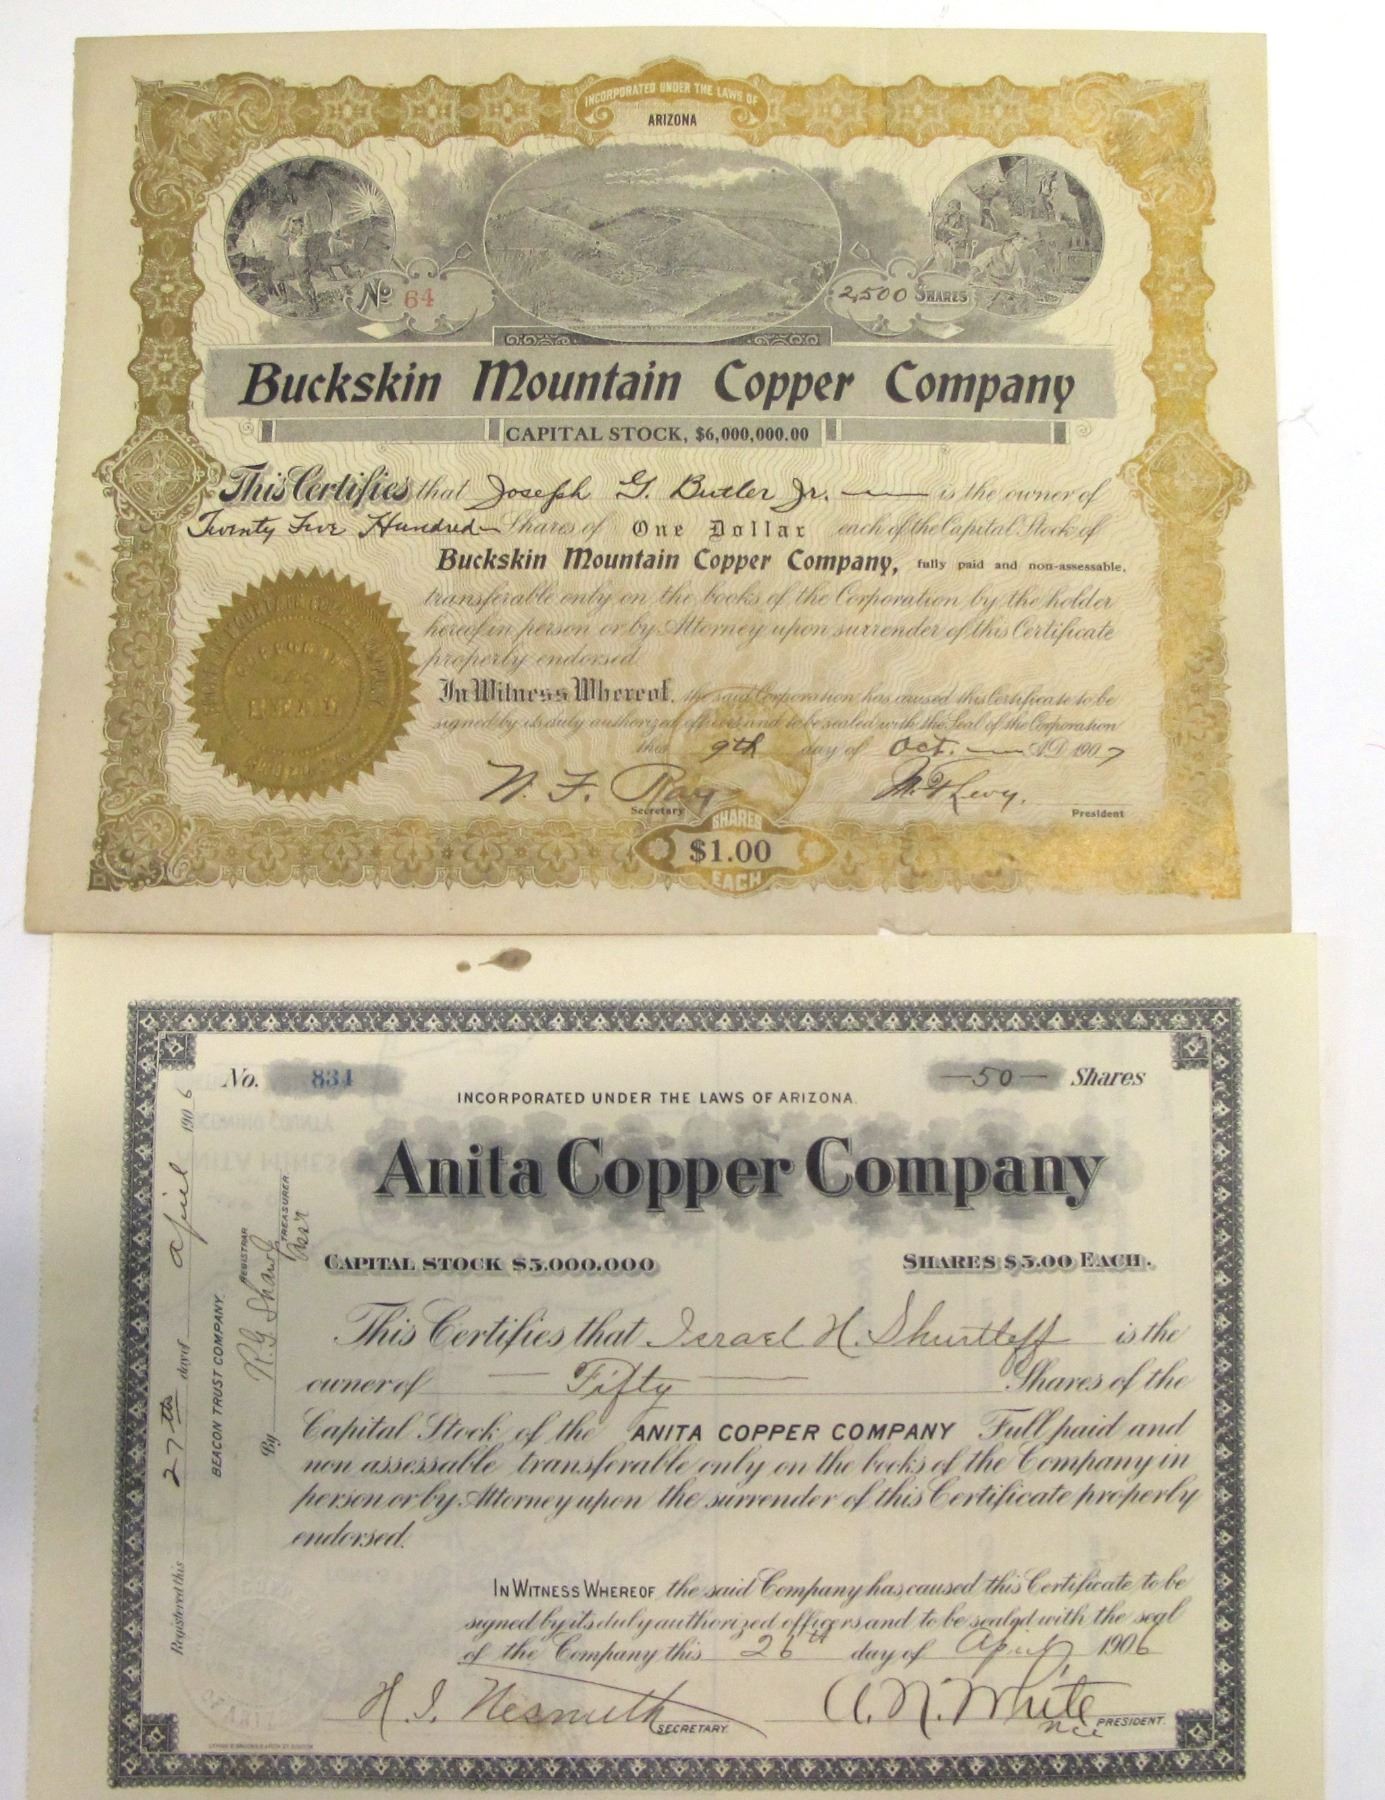 INCORPORATED UNDER THE LAWS OF
ARIZONA
No 64
2,500 SHARES
Buckskin Mountain Copper Company
CAPITAL STOCK, $6,000,000.00
This Certifies that Joseph G. Butler Jr. is the owner of
Twenty Five Hundred Shares of One Dollar each of the Capital Stock of
Buckskin Mountain Copper Company, fully paid and non-assessable,
transferable only on the books of the Corporation by the holder
hereof in person or by Attorney upon surrender of this Certificate
properly endorsed.
In Witness Whereof, the said Corporation has caused this Certificate to be
signed by its duly authorized officers and to be sealed with the Seal of the Corporation
this 9th day of Oct. A.D. 1907
W. F. Ray
Secretary
Levy.
President
SHARES
$1.00
EACH
No. 834
50 Shares
INCORPORATED UNDER THE LAWS OF ARIZONA.
Anita Copper Company
CAPITAL STOCK $5.000.000
SHARES $5.00 EACH.
This Certifies that Israel H. Shurtleff is the
owner of Fifty Shares of the
Capital Stock of the ANITA COPPER COMPANY Full paid and
non assessable transferable only on the books of the Company in
person or by Attorney upon the surrender of this Certificate properly
endorsed.
IN WITNESS WHEREOF the said Company has caused this Certificate to be
signed by its duly authorized officers and to be sealed with the seal
of the Company this 26th day of April 1906
H. I. Nesmuth
SECRETARY.
A. N. White
Vice PRESIDENT.
Registered this 27th day of April 1906
BEACON TRUST COMPANY.
REGISTRAR
By R. G. Shaw Jr
Ass't TREASURER